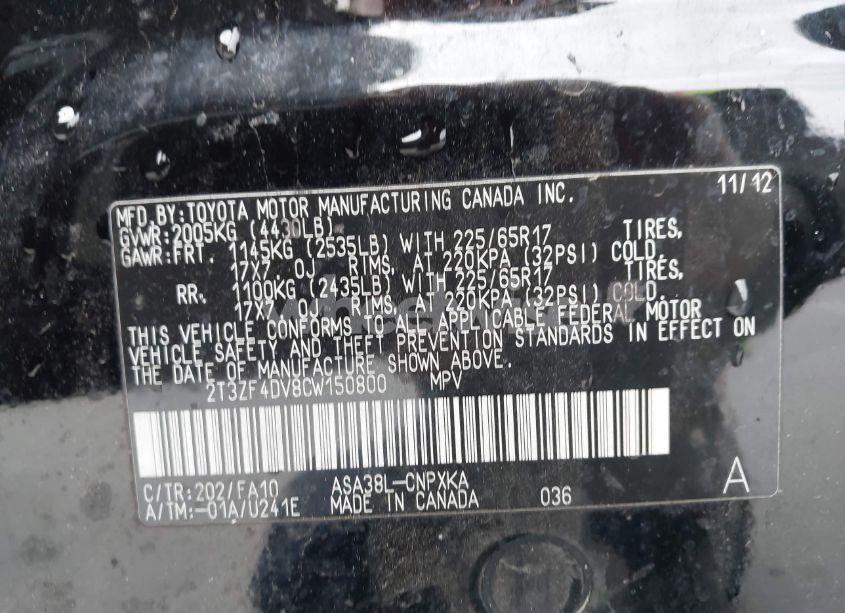 MFD.BY:TOYOTA MOTOR MANUFACTURING CANADA INC. 11/12
GVWR:2005KG (4430LB)
GAWR:FRT. 1145KG (2535LB) WITH 225/65R17 TIRES,
17X7.0J RIMS, AT 220KPA (32PSI) COLD.
RR. 1100KG (2435LB) WITH 225/65R17 TIRES,
17X7.0J RIMS, AT 220KPA (32PSI) COLD.
THIS VEHICLE CONFORMS TO ALL APPLICABLE FEDERAL MOTOR
VEHICLE SAFETY AND THEFT PREVENTION STANDARDS IN EFFECT ON
THE DATE OF MANUFACTURE SHOWN ABOVE.
2T3ZF4DV8CW150800 MPV
C/TR:202/FA10 ASA38L-CNPXKA A
A/TM:-01A/U241E MADE IN CANADA 036